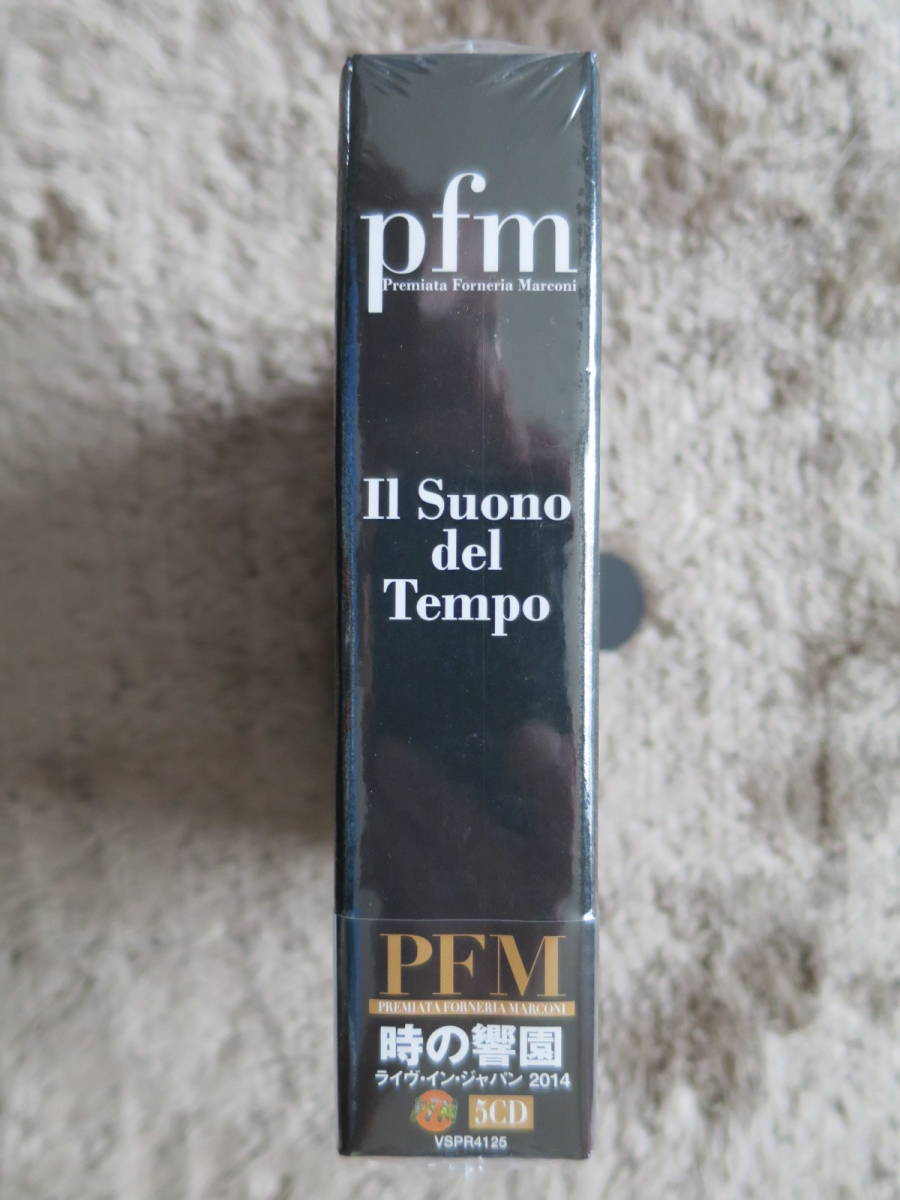 pfm
Premiata Forneria Marconi
Il Suono
del
Tempo
PFM
PREMIATA FORNERIA MARCONI
時の響園
ライヴ・イン・ジャパン 2014
5CD
VSPR4125